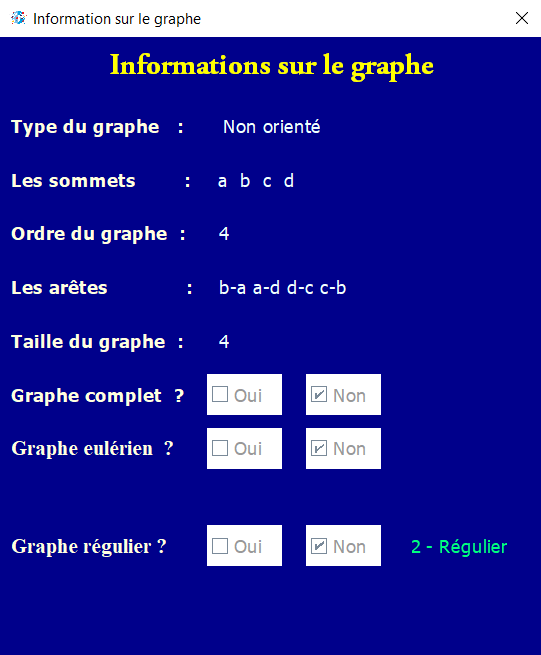 Information sur le graphe
Informations sur le graphe
Type du graphe : Non orienté
Les sommets : a b c d
Ordre du graphe : 4
Les arêtes : b-a a-d d-c c-b
Taille du graphe : 4
Graphe complet ? Oui Non
Graphe eulérien ? Oui Non
Graphe régulier ? Oui Non 2 - Régulier